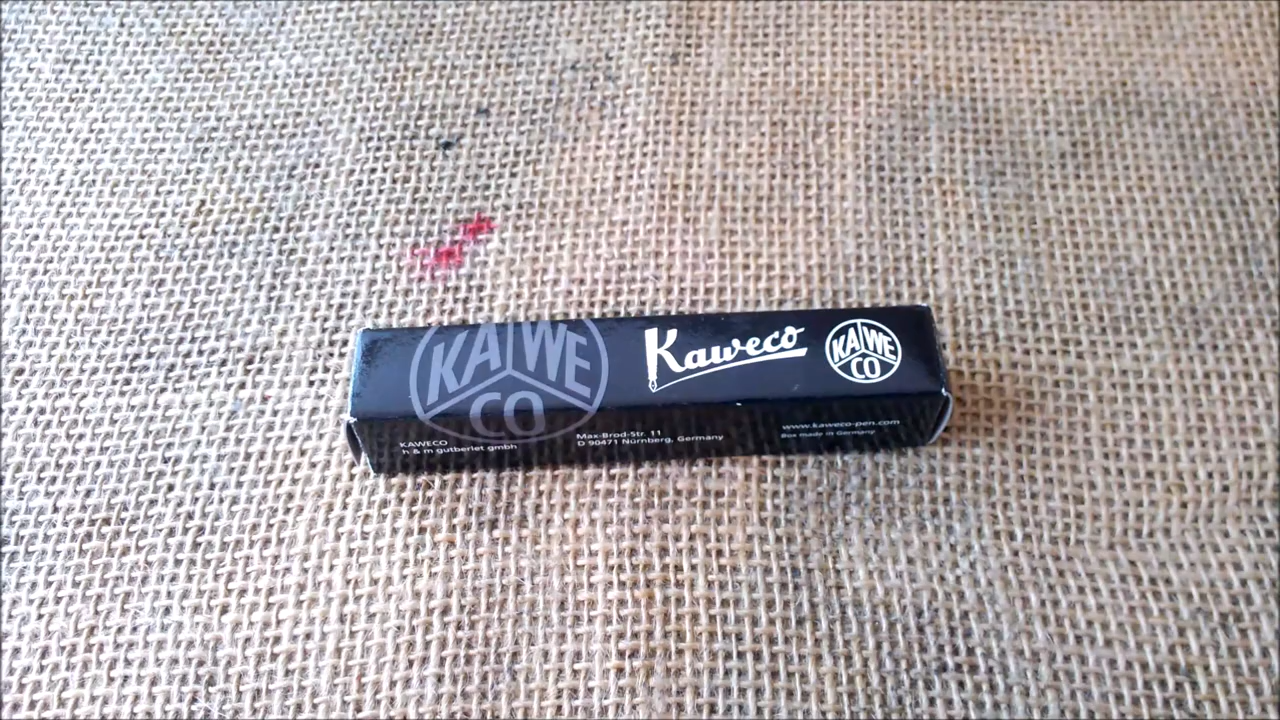 KAWE
CO
Kaweco
KAWE
CO
KAWECO
h & m gutberlet gmbh
Max-Brod-Str. 11
D 90471 Nürnberg, Germany
www.kaweco-pen.com
Box made in Germany